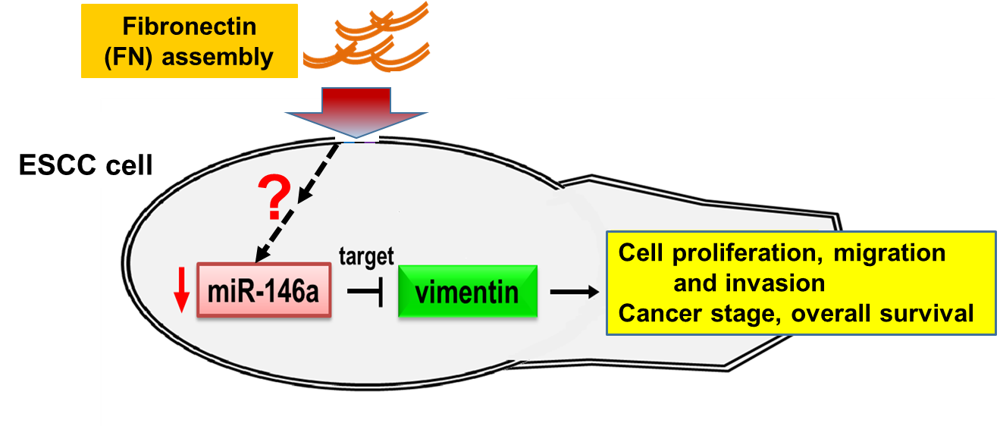 Fibronectin
(FN) assembly
ESCC cell
?
target
miR-146a
vimentin
Cell proliferation, migration
and invasion
Cancer stage, overall survival